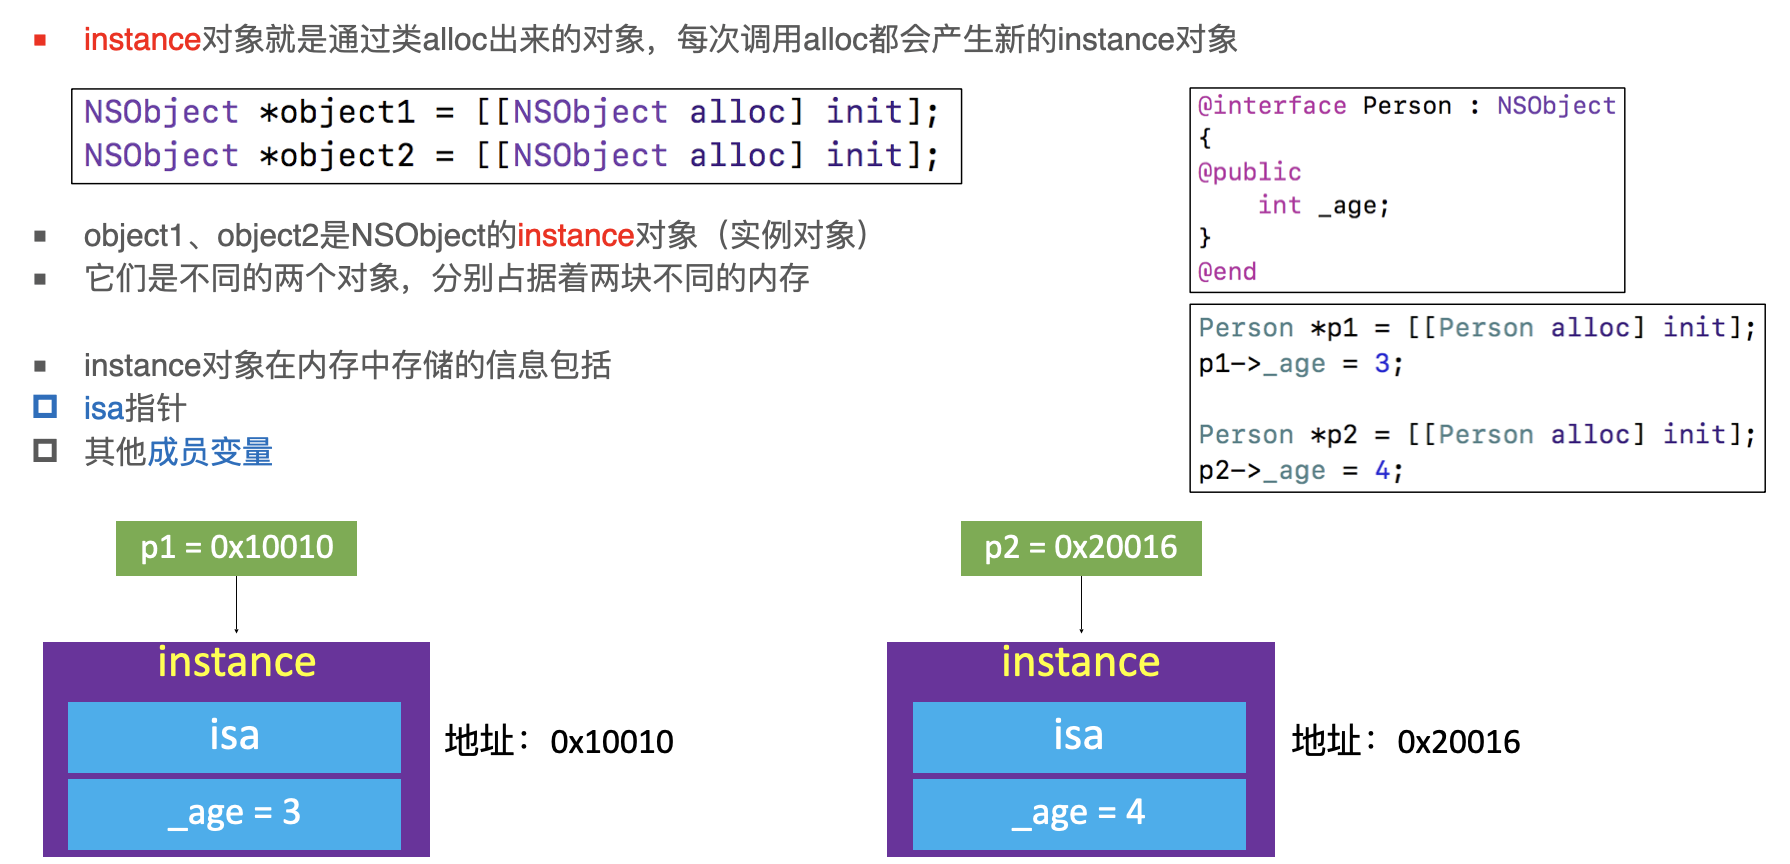 instance对象就是通过类alloc出来的对象，每次调用alloc都会产生新的instance对象
NSObject *object1 = [[NSObject alloc] init];
NSObject *object2 = [[NSObject alloc] init];
object1、object2是NSObject的instance对象（实例对象）
它们是不同的两个对象，分别占据着两块不同的内存
instance对象在内存中存储的信息包括
isa指针
其他成员变量
@interface Person : NSObject
{
@public
    int _age;
}
@end
Person *p1 = [[Person alloc] init];
p1->_age = 3;
Person *p2 = [[Person alloc] init];
p2->_age = 4;
p1 = 0x10010
instance
isa
_age = 3
地址：0x10010
p2 = 0x20016
instance
isa
_age = 4
地址：0x20016